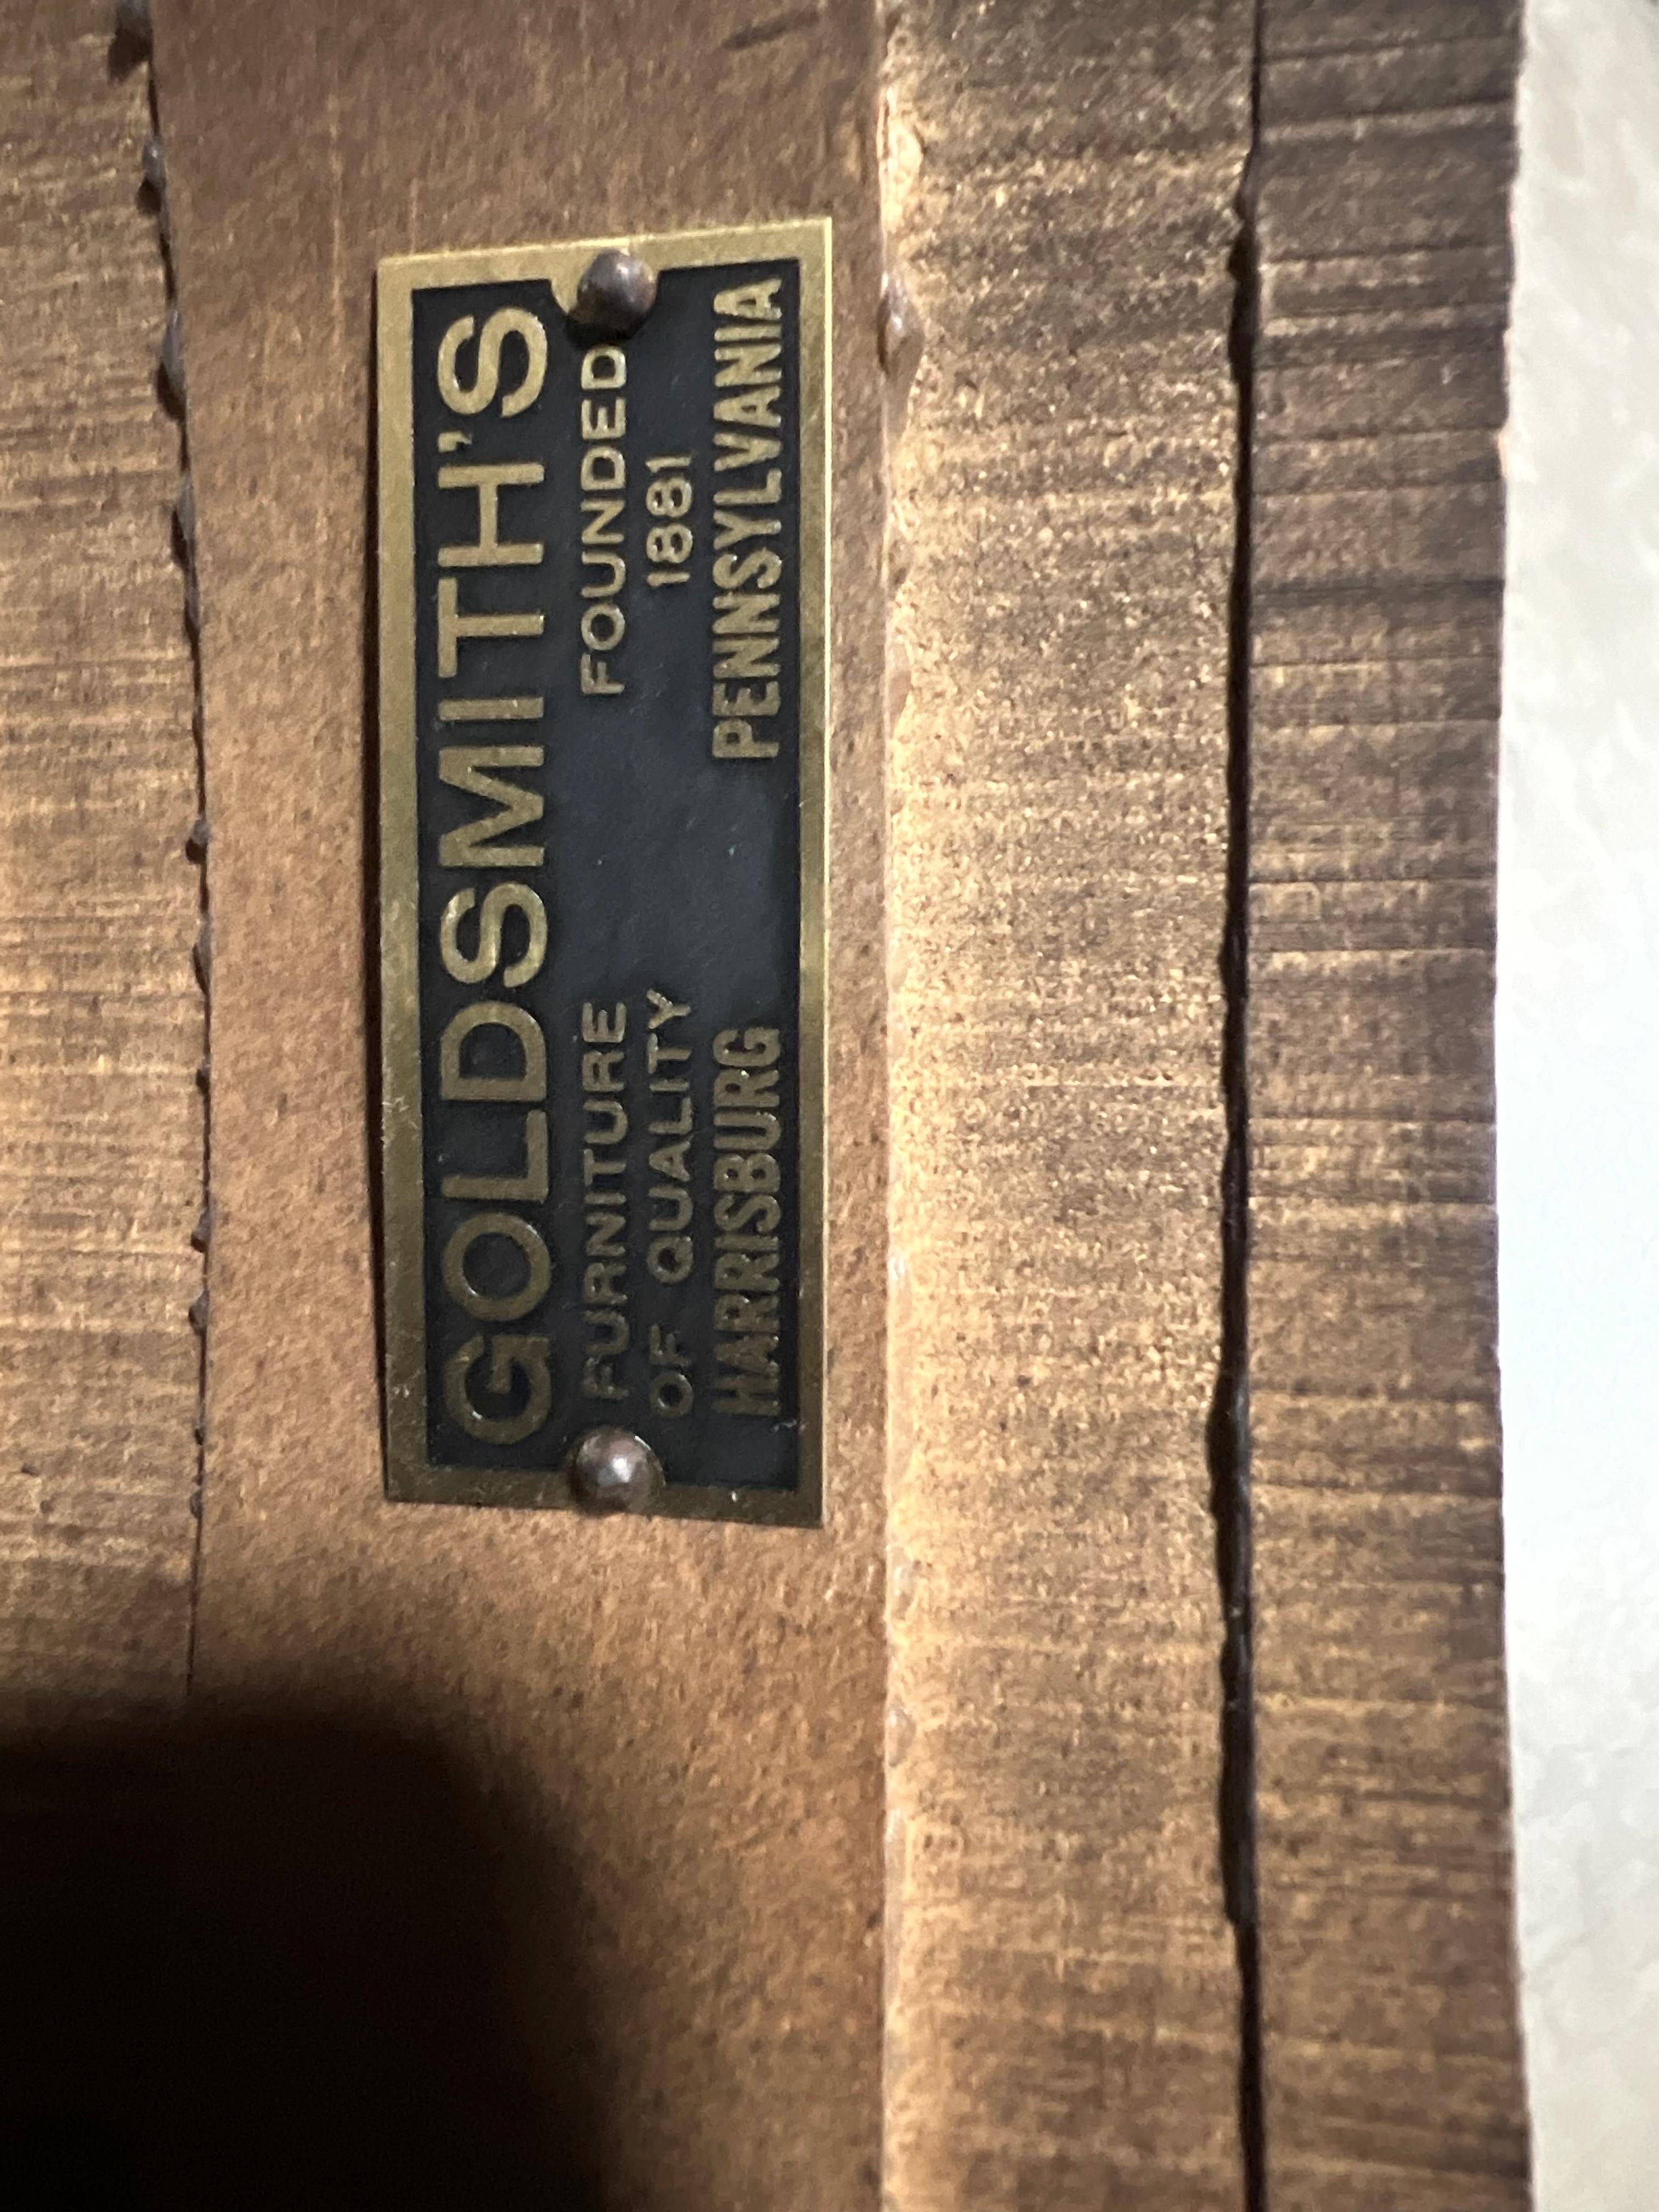 GOLDSMITH'S
FURNITURE FOUNDED
OF QUALITY 1881
HARRISBURG PENNSYLVANIA